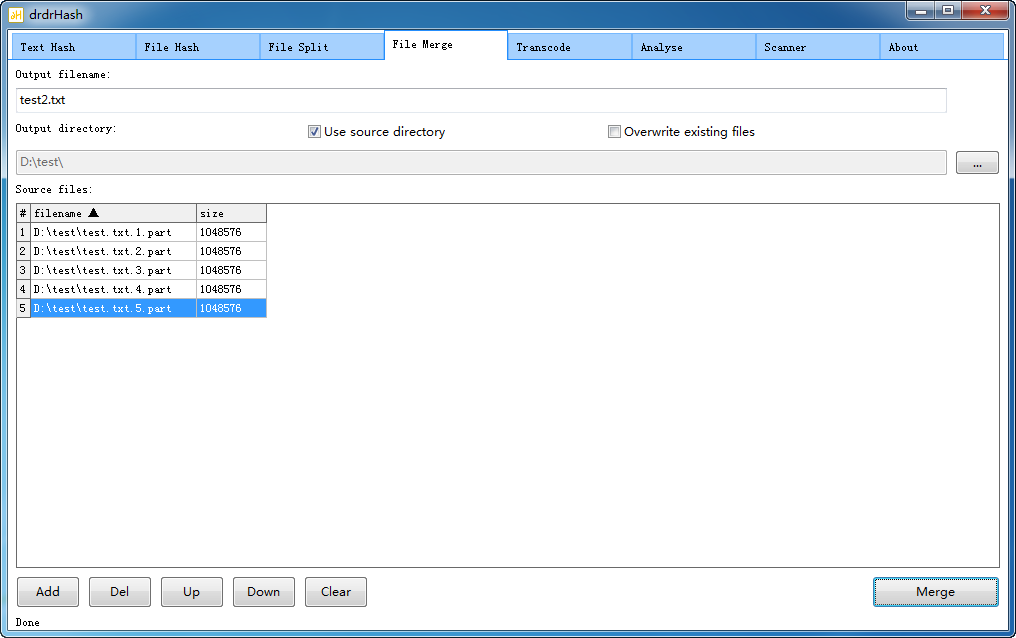 drdrHash
Text Hash File Hash File Split File Merge Transcode Analyse Scanner About
Output filename:
test2.txt
Output directory: Use source directory Overwrite existing files
D:\test\ ...
Source files:
# filename ▲ size
1 D:\test\test.txt.1.part 1048576
2 D:\test\test.txt.2.part 1048576
3 D:\test\test.txt.3.part 1048576
4 D:\test\test.txt.4.part 1048576
5 D:\test\test.txt.5.part 1048576
Add Del Up Down Clear Merge
Done